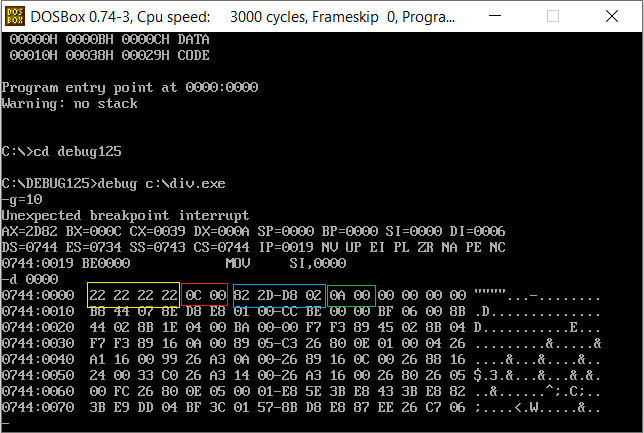 DOSBox 0.74-3, Cpu speed: 3000 cycles, Frameskip 0, Progra...
00000H 0000BH 0000CH DATA
00010H 00038H 00029H CODE
Program entry point at 0000:0000
Warning: no stack
C:\>cd debug125
C:\DEBUG125>debug c:\div.exe
-g=10
Unexpected breakpoint interrupt
AX=2D82 BX=000C CX=0039 DX=000A SP=0000 BP=0000 SI=0000 DI=0006
DS=0744 ES=0734 SS=0743 CS=0744 IP=0019 NV UP EI PL ZR NA PE NC
0744:0019 BE0000 MOV SI,0000
-d 0000
0744:0000 22 22 22 22 0C 00 82 2D-D8 02 0A 00 00 00 00 00 """"...-........
0744:0010 B8 44 07 8E D8 E8 01 00-CC BE 00 00 BF 06 00 8B .D..............
0744:0020 44 02 8B 1E 04 00 BA 00-00 F7 F3 89 45 02 8B 04 D...........E...
0744:0030 F7 F3 89 16 0A 00 89 05-C3 26 80 0E 01 00 04 26 .........&.....&
0744:0040 A1 16 00 99 26 A3 0A 00-26 89 16 0C 00 26 88 16 ....&...&....&..
0744:0050 24 00 33 C0 26 A3 14 00-26 A3 16 00 26 80 26 05 $.3.&...&...&.&.
0744:0060 00 FC 26 80 0E 05 00 01-E8 5E 3B E8 43 3B E8 82 ..&......^;.C;..
0744:0070 3B E9 DD 04 BF 3C 01 57-8B D8 E8 87 EE 26 C7 06 ;....<.W.....&..
-